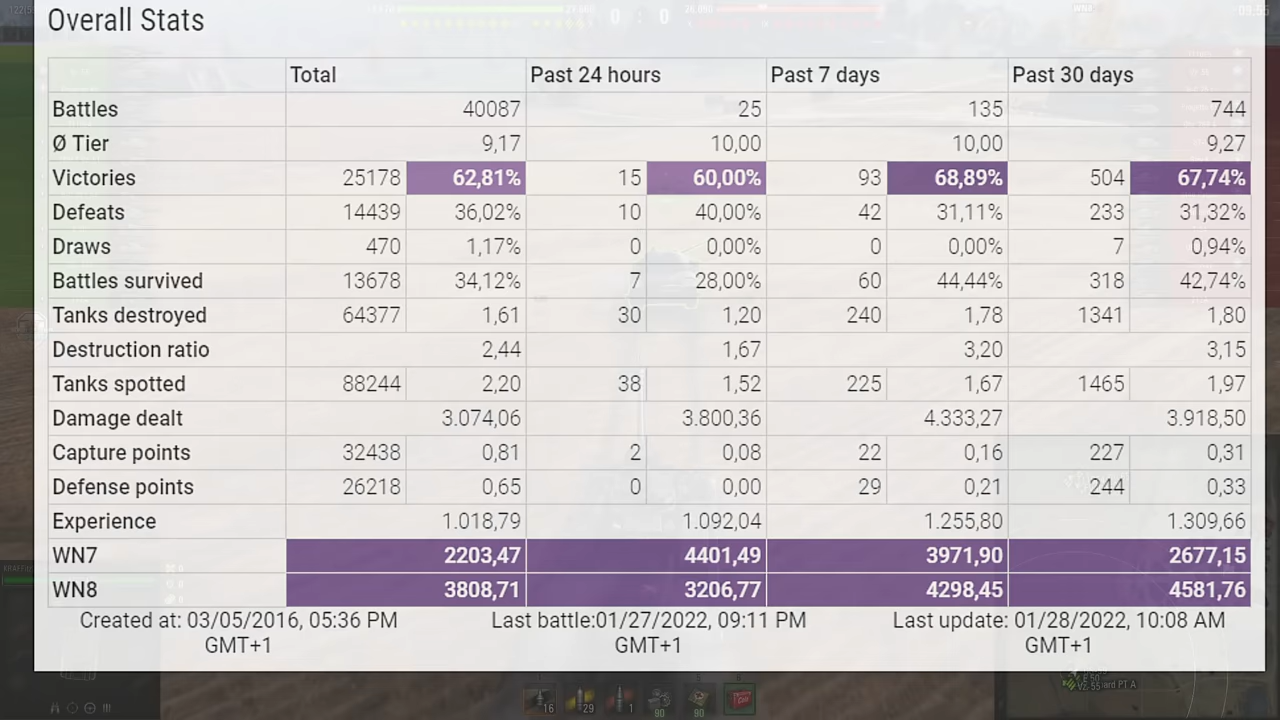 Overall Stats
Total Past 24 hours Past 7 days Past 30 days
Battles 40087 25 135 744
Ø Tier 9,17 10,00 10,00 9,27
Victories 25178 62,81% 15 60,00% 93 68,89% 504 67,74%
Defeats 14439 36,02% 10 40,00% 42 31,11% 233 31,32%
Draws 470 1,17% 0 0,00% 0 0,00% 7 0,94%
Battles survived 13678 34,12% 7 28,00% 60 44,44% 318 42,74%
Tanks destroyed 64377 1,61 30 1,20 240 1,78 1341 1,80
Destruction ratio 2,44 1,67 3,20 3,15
Tanks spotted 88244 2,20 38 1,52 225 1,67 1465 1,97
Damage dealt 3.074,06 3.800,36 4.333,27 3.918,50
Capture points 32438 0,81 2 0,08 22 0,16 227 0,31
Defense points 26218 0,65 0 0,00 29 0,21 244 0,33
Experience 1.018,79 1.092,04 1.255,80 1.309,66
WN7 2203,47 4401,49 3971,90 2677,15
WN8 3808,71 3206,77 4298,45 4581,76
Created at: 03/05/2016, 05:36 PM Last battle:01/27/2022, 09:11 PM Last update: 01/28/2022, 10:08 AM
GMT+1 GMT+1 GMT+1
16 29 1 90 90